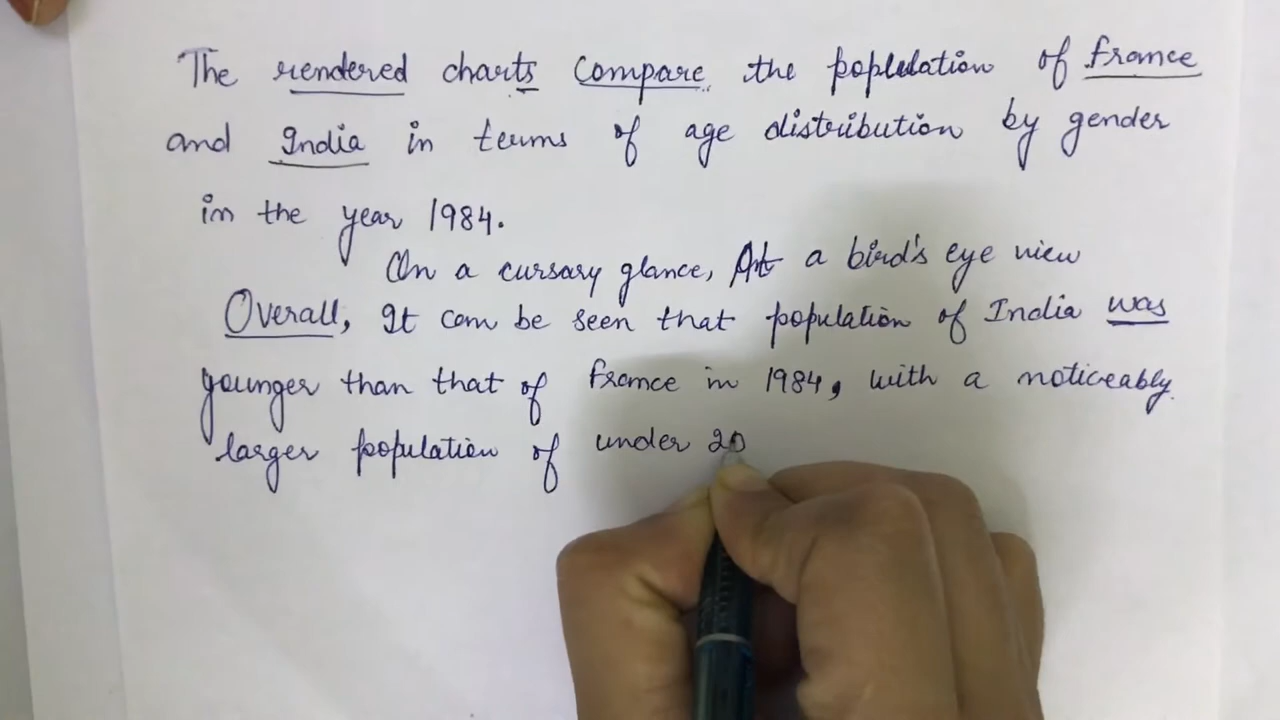 The rendered charts Compare the poplulation of france
and India in terms of age distribution by gender
in the year 1984.
On a cursary glance, At a bird's eye view
Overall, It can be seen that population of India was
younger than that of france in 1984, with a noticeably
larger population of under 20